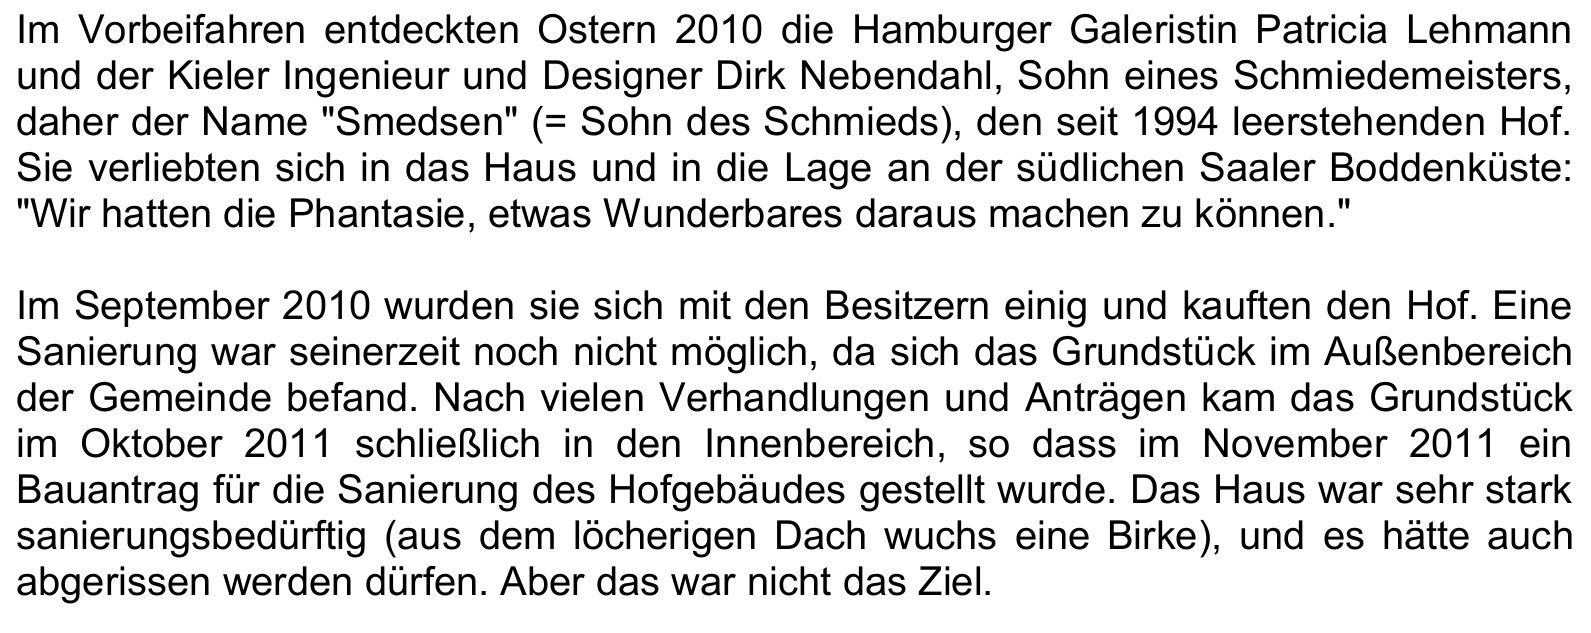 Im Vorbeifahren entdeckten Ostern 2010 die Hamburger Galeristin Patricia Lehmann
und der Kieler Ingenieur und Designer Dirk Nebendahl, Sohn eines Schmiedemeisters,
daher der Name "Smedsen" (= Sohn des Schmieds), den seit 1994 leerstehenden Hof.
Sie verliebten sich in das Haus und in die Lage an der südlichen Saaler Boddenküste:
"Wir hatten die Phantasie, etwas Wunderbares daraus machen zu können."

Im September 2010 wurden sie sich mit den Besitzern einig und kauften den Hof. Eine
Sanierung war seinerzeit noch nicht möglich, da sich das Grundstück im Außenbereich
der Gemeinde befand. Nach vielen Verhandlungen und Anträgen kam das Grundstück
im Oktober 2011 schließlich in den Innenbereich, so dass im November 2011 ein
Bauantrag für die Sanierung des Hofgebäudes gestellt wurde. Das Haus war sehr stark
sanierungsbedürftig (aus dem löcherigen Dach wuchs eine Birke), und es hätte auch
abgerissen werden dürfen. Aber das war nicht das Ziel.